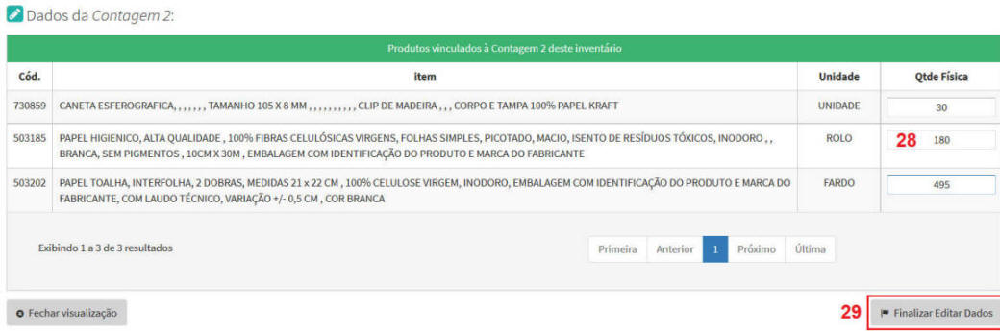 Dados da Contagem 2:
Produtos vinculados à Contagem 2 deste inventário
Cód. item Unidade Qtde Física
730859 CANETA ESFEROGRAFICA, , , , , , , TAMANHO 105 X 8 MM , , , , , , , , , , CLIP DE MADEIRA , , , CORPO E TAMPA 100% PAPEL KRAFT UNIDADE 30
503185 PAPEL HIGIENICO, ALTA QUALIDADE , 100% FIBRAS CELULÓSICAS VIRGENS, FOLHAS SIMPLES, PICOTADO, MACIO, ISENTO DE RESÍDUOS TÓXICOS, INODORO , , ROLO 28 180
BRANCA, SEM PIGMENTOS , 10CM X 30M , EMBALAGEM COM IDENTIFICAÇÃO DO PRODUTO E MARCA DO FABRICANTE
503202 PAPEL TOALHA, INTERFOLHA, 2 DOBRAS, MEDIDAS 21 x 22 CM , 100% CELULOSE VIRGEM, INODORO, EMBALAGEM COM IDENTIFICAÇÃO DO PRODUTO E MARCA DO FARDO 495
FABRICANTE, COM LAUDO TÉCNICO, VARIAÇÃO +/- 0,5 CM , COR BRANCA
Exibindo 1 a 3 de 3 resultados Primeira Anterior 1 Próximo Última
Fechar visualização 29 Finalizar Editar Dados